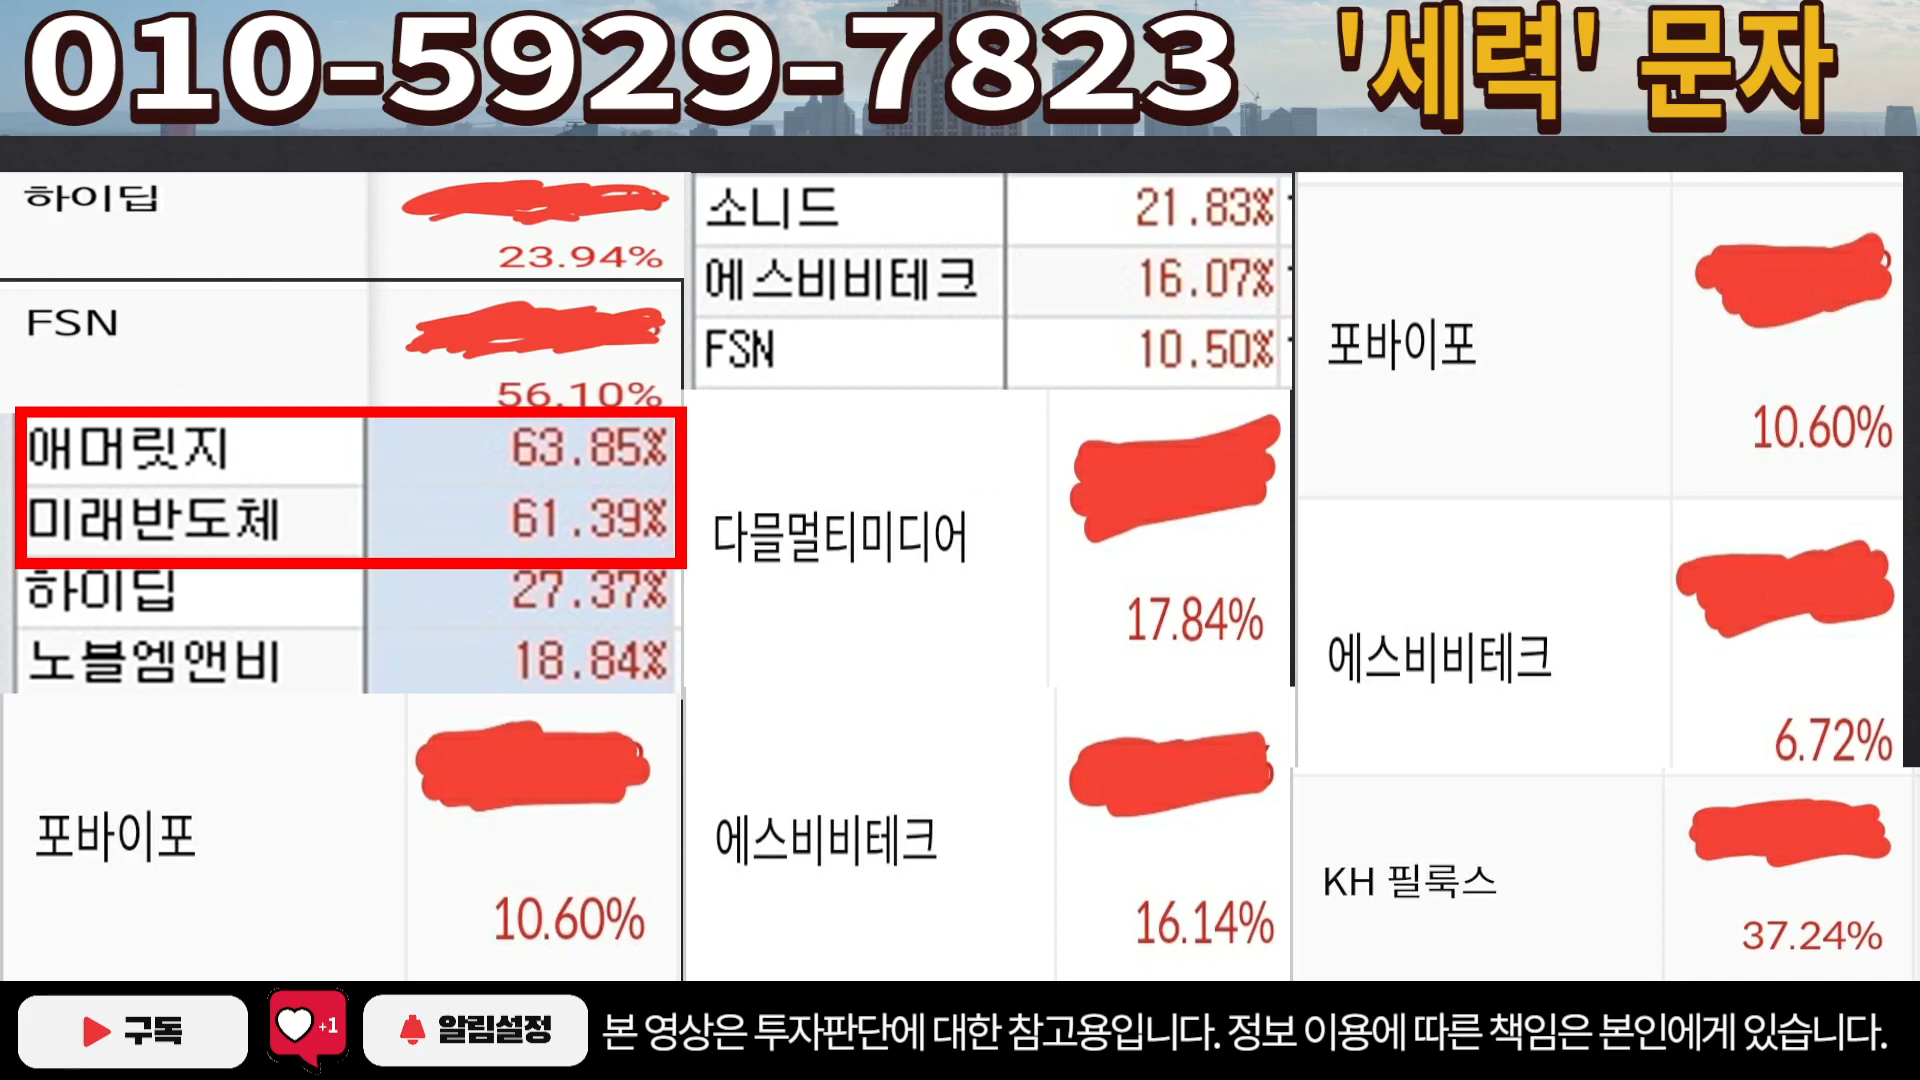 010-5929-7823 '세력' 문자
하이딥
23.94%
FSN
56.10%
애머릿지 63.85%
미래반도체 61.39%
하이딥 27.37%
노블엠앤비 18.84%
포바이포
10.60%
소니드 21.83%
에스비비테크 16.07%
FSN 10.50%
다믈멀티미디어
17.84%
에스비비테크
16.14%
포바이포
10.60%
에스비비테크
6.72%
KH 필룩스
37.24%
구독 +1 알림설정 본 영상은 투자판단에 대한 참고용입니다. 정보 이용에 따른 책임은 본인에게 있습니다.